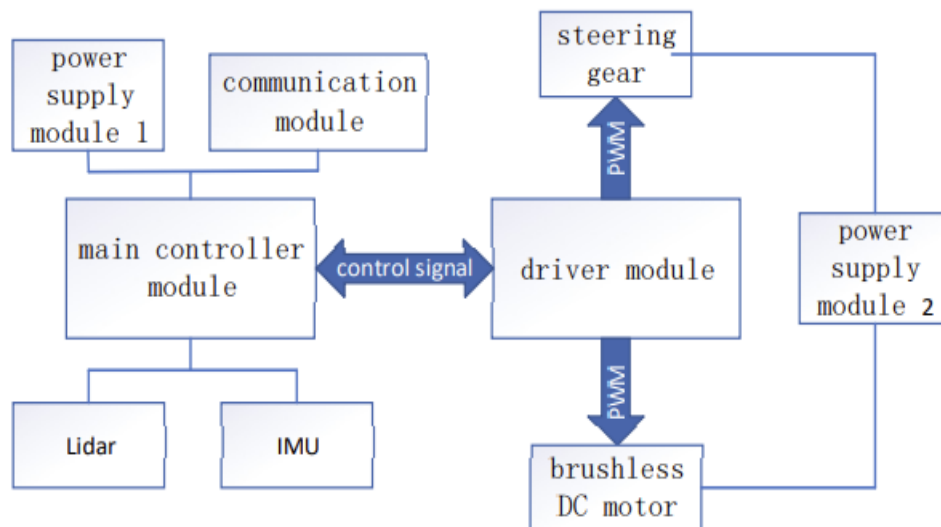 power
supply
module 1
communication
module
steering
gear
PWM
main controller
module
control signal
driver module
power
supply
module 2
PWM
Lidar
IMU
brushless
DC motor